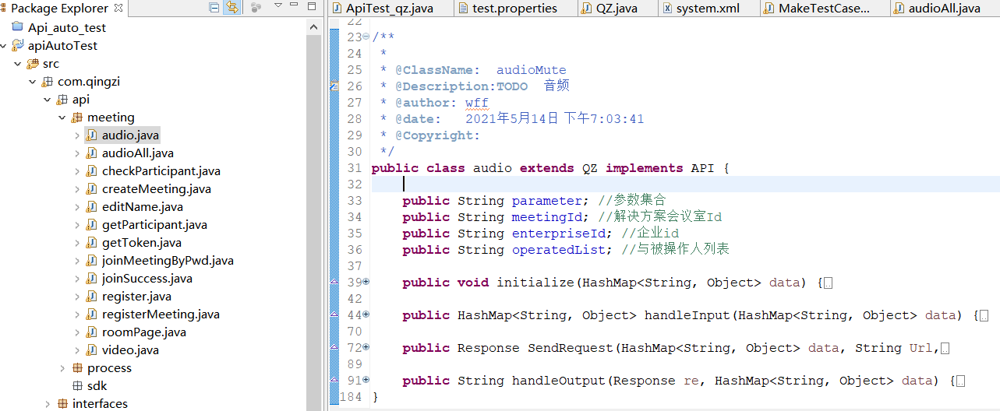 Package Explorer
Api_auto_test
apiAutoTest
src
com.qingzi
api
meeting
audio.java
audioAll.java
checkParticipant.java
createMeeting.java
editName.java
getParticipant.java
getToken.java
joinMeetingByPwd.java
joinSuccess.java
register.java
registerMeeting.java
roomPage.java
video.java
process
sdk
interfaces
ApiTest_qz.java test.properties QZ.java system.xml MakeTestCase... audioAll.java
22
23 /**
24 *
25 * @ClassName: audioMute
26 * @Description:TODO 音频
27 * @author: wff
28 * @date: 2021年5月14日 下午7:03:41
29 * @Copyright:
30 */
31 public class audio extends QZ implements API {
32
33 public String parameter; //参数集合
34 public String meetingId; //解决方案会议室Id
35 public String enterpriseId; //企业id
36 public String operatedList; //与被操作人列表
37
39 public void initialize(HashMap<String, Object> data) {
42
44 public HashMap<String, Object> handleInput(HashMap<String, Object> data) {
70
72 public Response SendRequest(HashMap<String, Object> data, String Url,
89
91 public String handleOutput(Response re, HashMap<String, Object> data) {
184 }